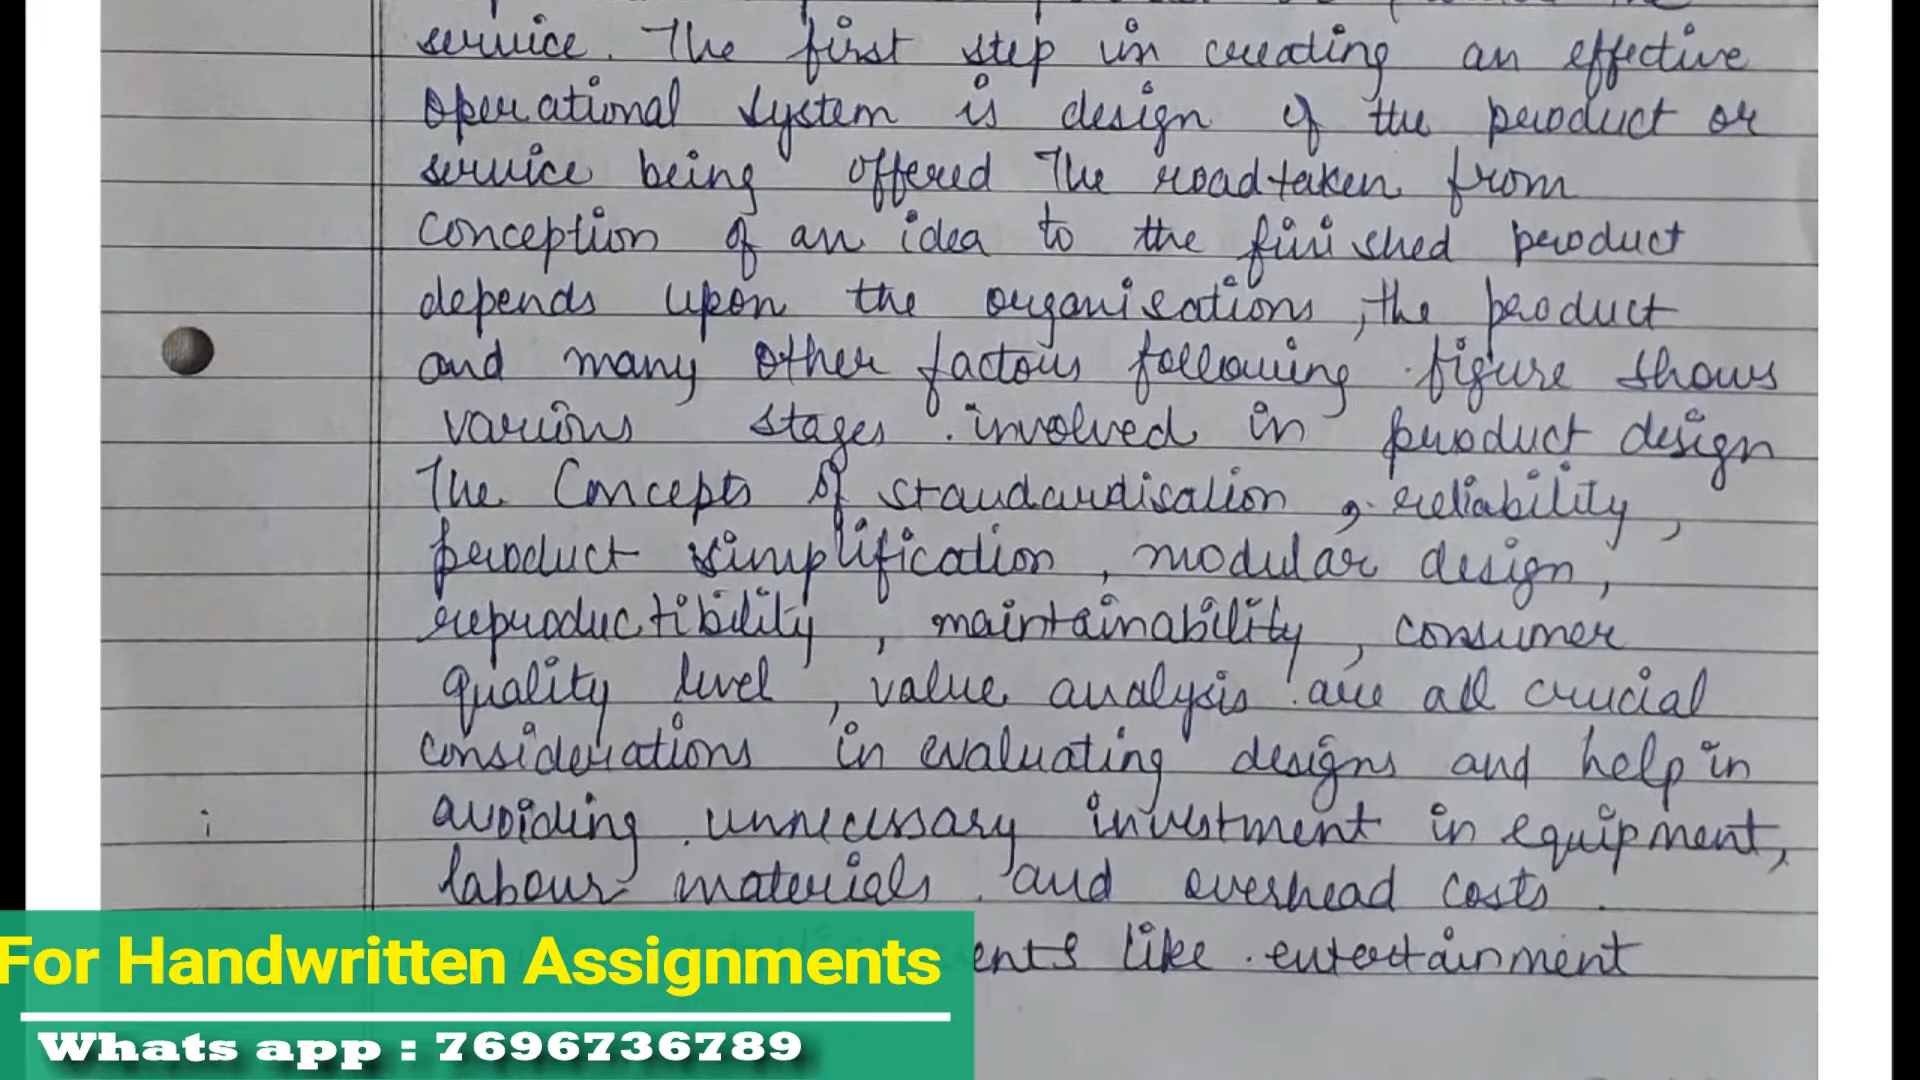 service. The first step in creating an effective
operational system is design of the product or
service being offered The road taken from
conception of an idea to the finished product
depends upon the organisations, the product
and many other factors following figure shows
various stages involved in product design
The Concepts of standardisation, reliability,
product simplification, modular design,
reproductibility, maintainability, consumer
quality level, value analysis are all crucial
considerations in evaluating designs and help in
avoiding unnecessary investment in equipment,
labour materials and overhead costs.
ents like entertainment
For Handwritten Assignments
Whats app : 7696736789